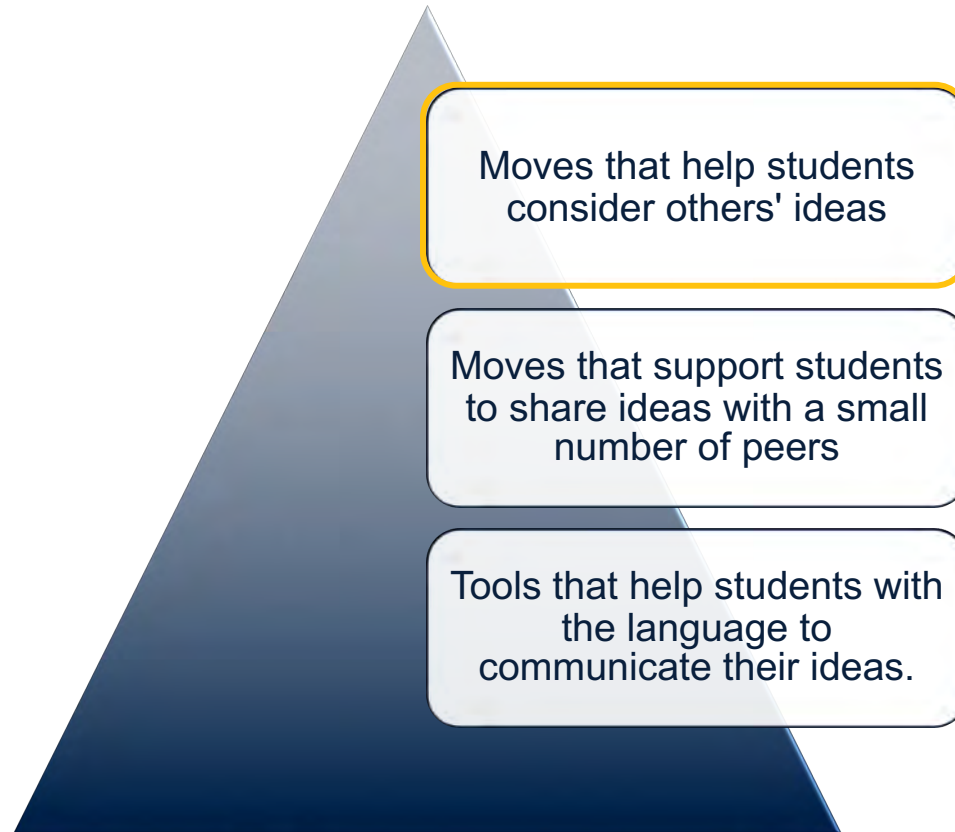 Moves that help students
consider others' ideas
Moves that support students
to share ideas with a small
number of peers
Tools that help students with
the language to
communicate their ideas.